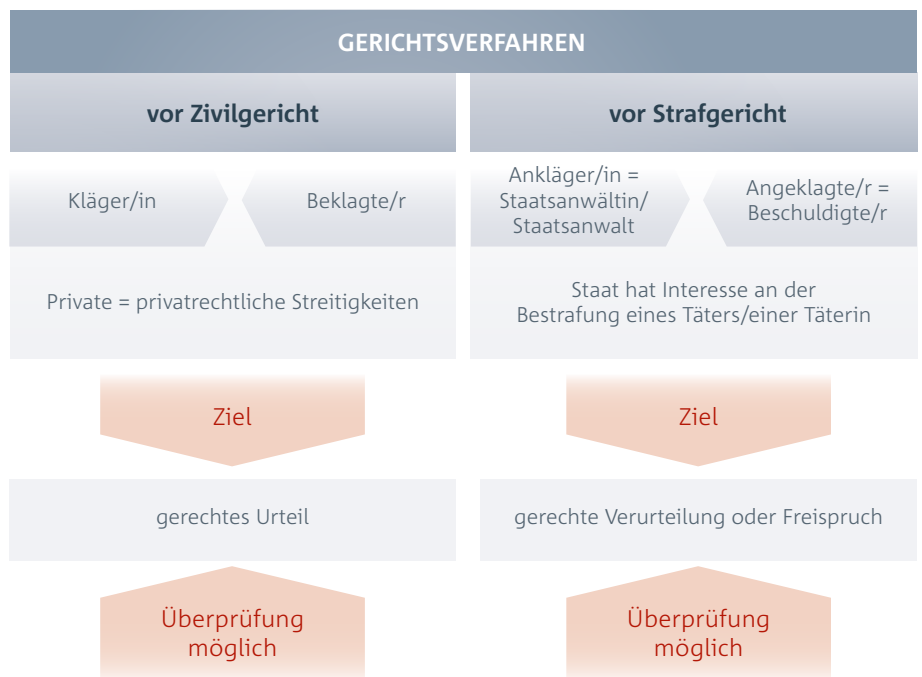 GERICHTSVERFAHREN
vor Zivilgericht
vor Strafgericht
Kläger/in
Beklagte/r
Ankläger/in =
Staatsanwältin/
Staatsanwalt
Angeklagte/r =
Beschuldigte/r
Private = privatrechtliche Streitigkeiten
Staat hat Interesse an der
Bestrafung eines Täters/einer Täterin
Ziel
Ziel
gerechtes Urteil
gerechte Verurteilung oder Freispruch
Überprüfung
möglich
Überprüfung
möglich